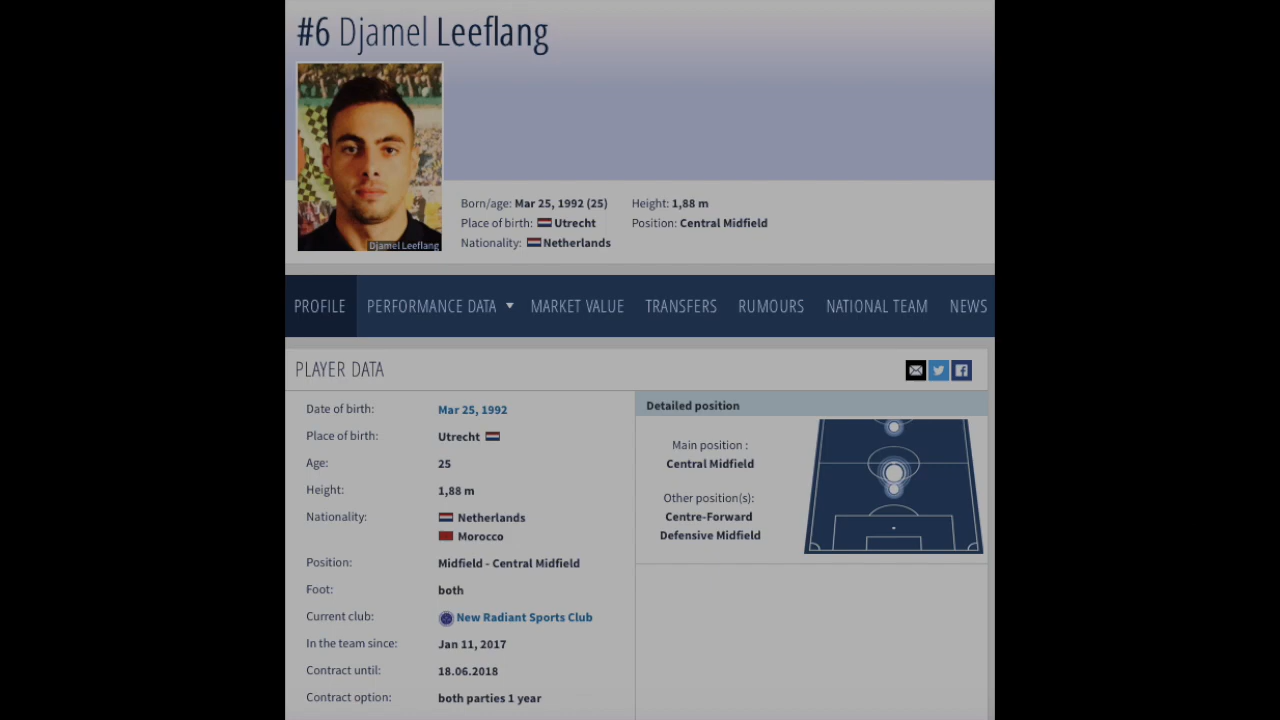 #6 Djamel Leeflang
Djamel Leeflang
Born/age: Mar 25, 1992 (25)
Place of birth: Utrecht
Nationality: Netherlands
Height: 1,88 m
Position: Central Midfield
PROFILE PERFORMANCE DATA MARKET VALUE TRANSFERS RUMOURS NATIONAL TEAM NEWS
PLAYER DATA
Date of birth: Mar 25, 1992
Place of birth: Utrecht
Age: 25
Height: 1,88 m
Nationality: Netherlands
Morocco
Position: Midfield - Central Midfield
Foot: both
Current club: New Radiant Sports Club
In the team since: Jan 11, 2017
Contract until: 18.06.2018
Contract option: both parties 1 year
Detailed position
Main position :
Central Midfield
Other position(s):
Centre-Forward
Defensive Midfield